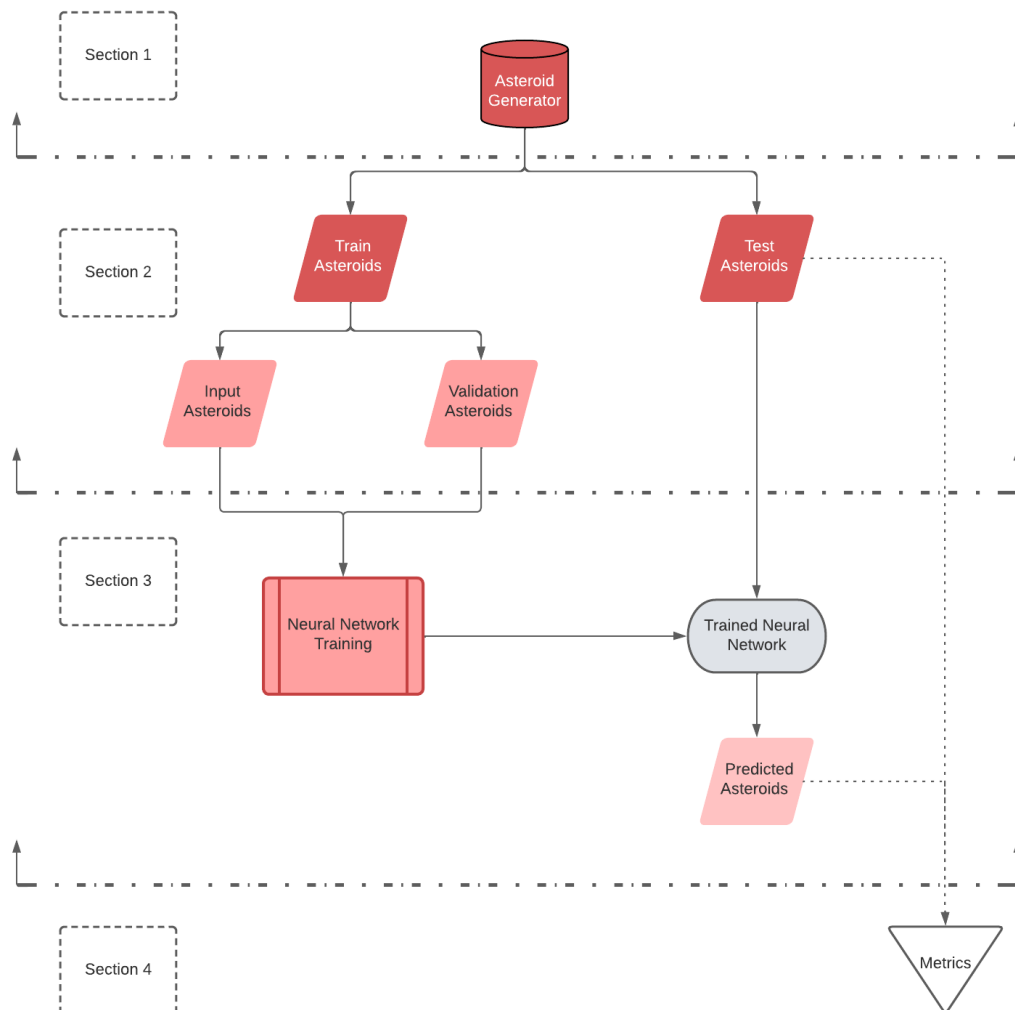 Section 1
Asteroid
Generator
Section 2
Train
Asteroids
Test
Asteroids
Input
Asteroids
Validation
Asteroids
Section 3
Neural Network
Training
Trained Neural
Network
Predicted
Asteroids
Section 4
Metrics